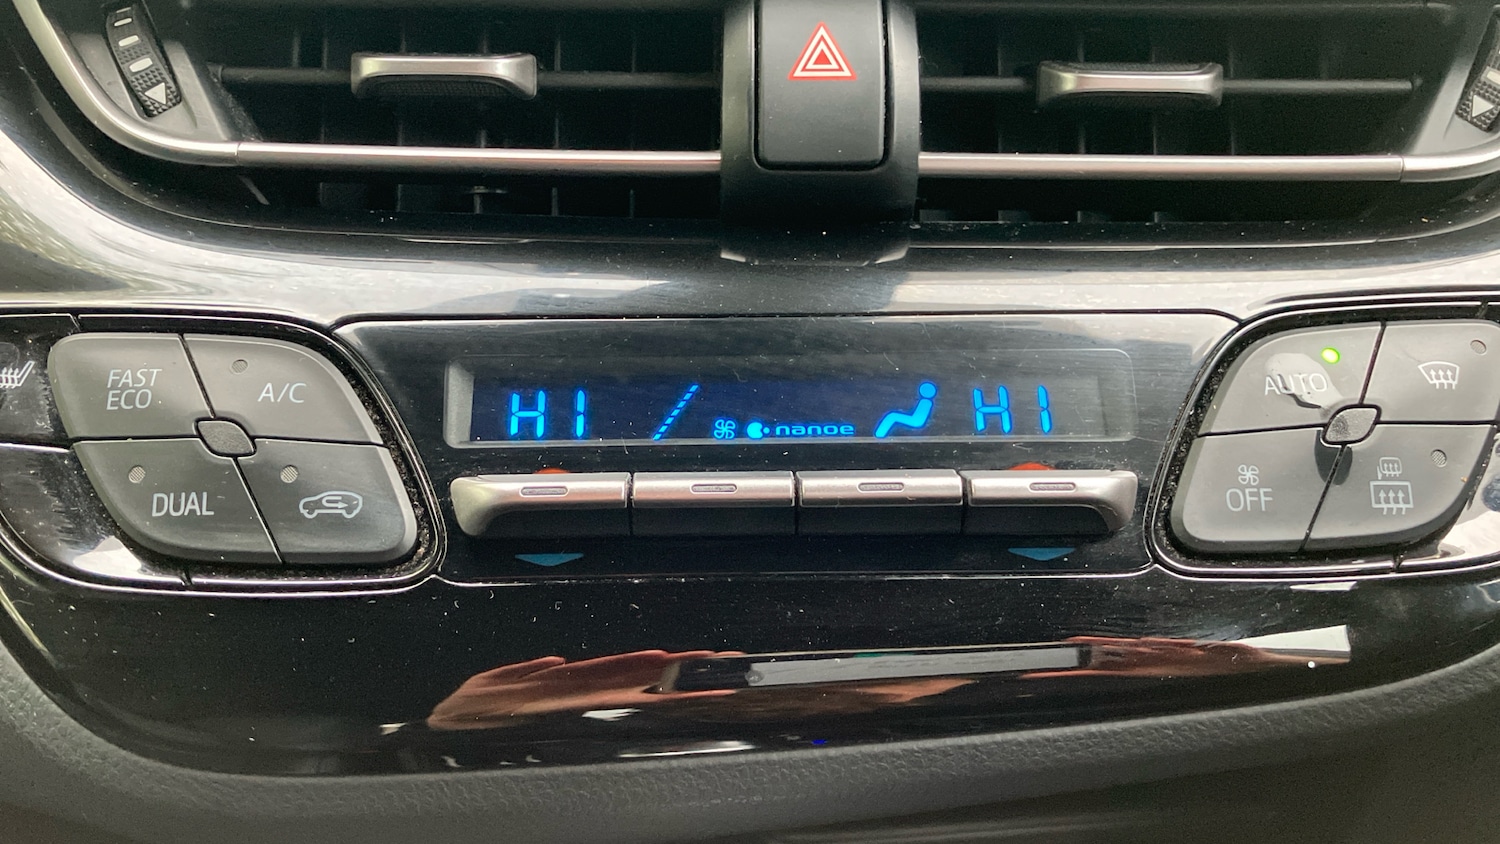 FAST
ECO
A/C
DUAL
HI
nanoe
HI
AUTO
OFF